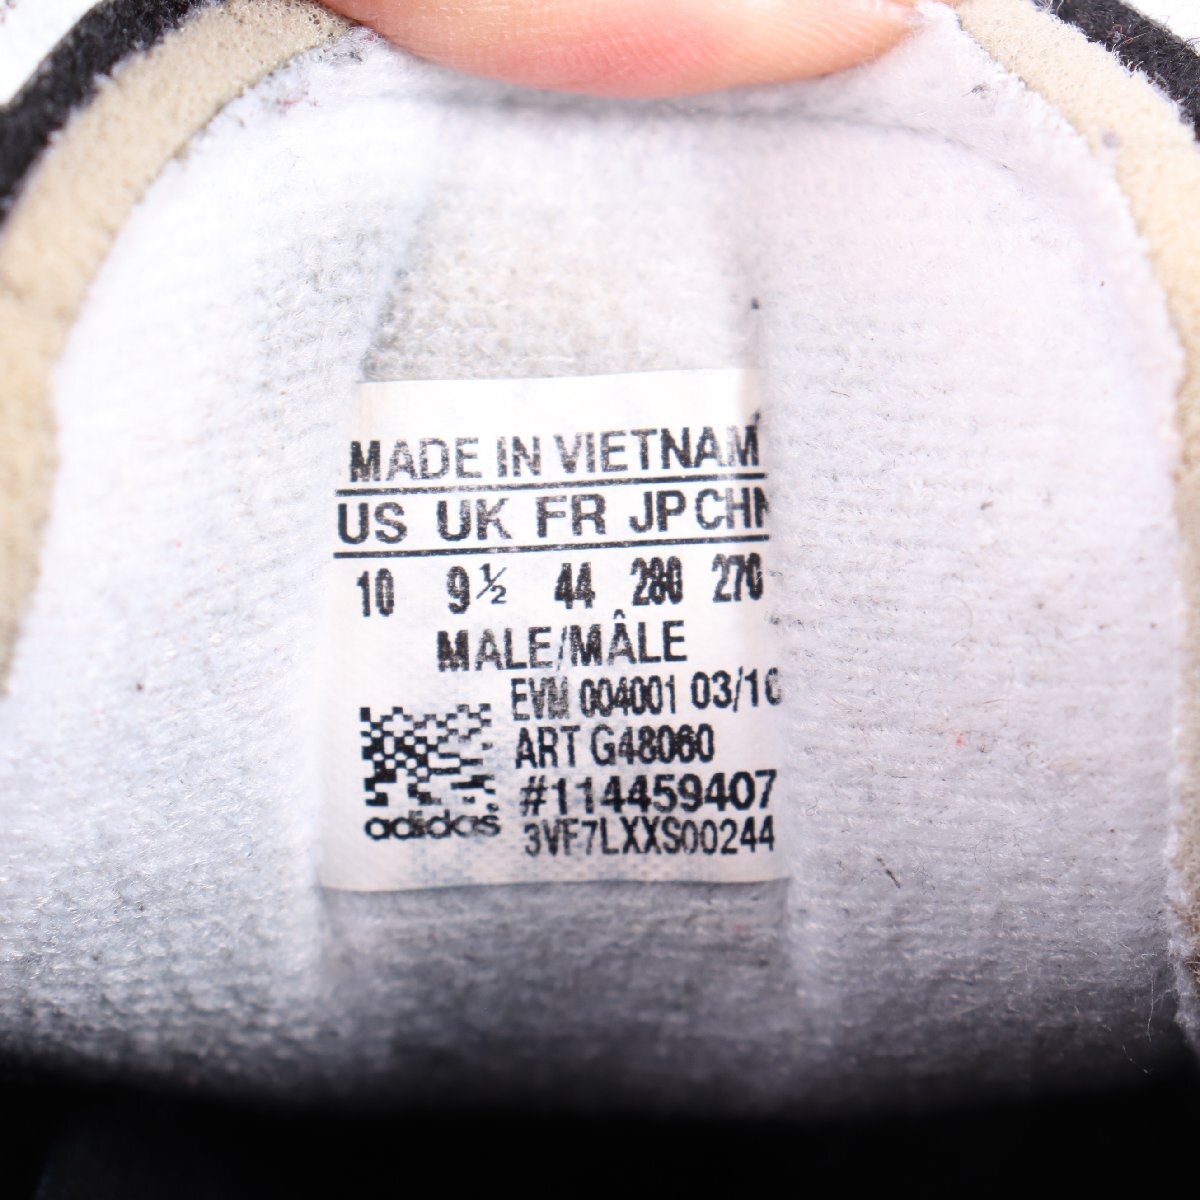 MADE IN VIETNAM
US UK FR JP CHN
10 9½ 44 280 270
MALE/MÂLE
EVM 004001 03/10
ART G48060
#114459407
adidas
3VF7LXXS00244